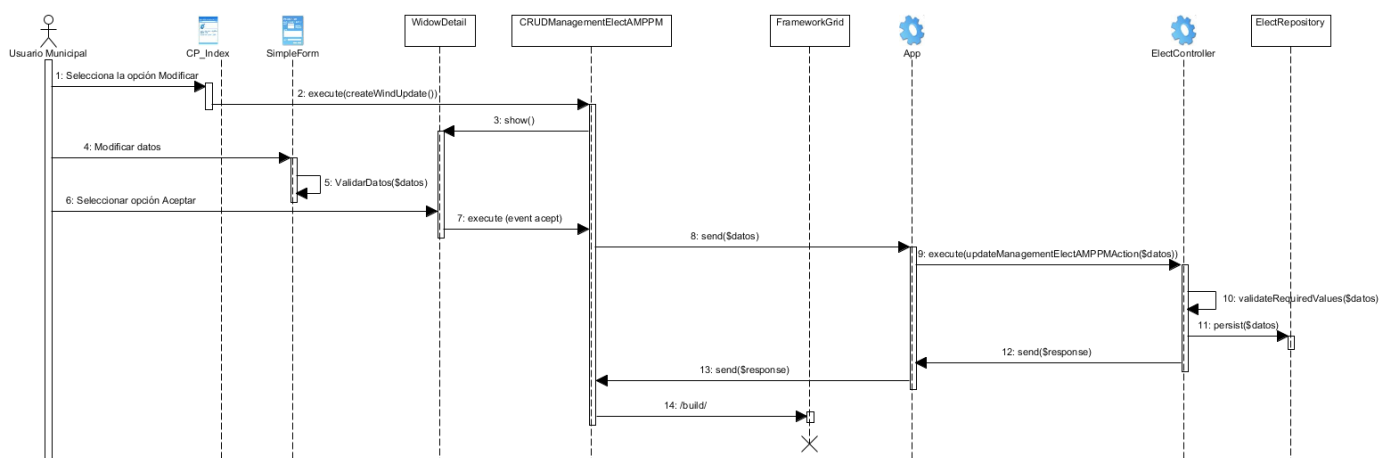 Usuario Municipal
CP_Index
SimpleForm
WidowDetail
CRUDManagementElectAMPPM
FrameworkGrid
App
ElectController
ElectRepository
1: Selecciona la opción Modificar
2: execute(createWindUpdate())
3: show()
4: Modificar datos
5: ValidarDatos($datos)
6: Seleccionar opción Aceptar
7: execute (event acept)
8: send($datos)
9: execute(updateManagementElectAMPPMAction($datos))
10: validateRequiredValues($datos)
11: persist($datos)
12: send($response)
13: send($response)
14: /build/